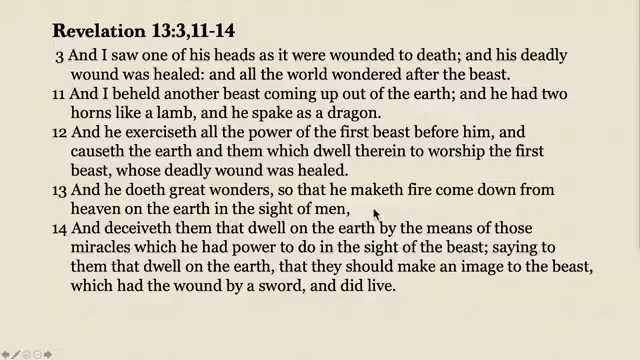 Revelation 13:3,11-14
3 And I saw one of his heads as it were wounded to death; and his deadly
wound was healed: and all the world wondered after the beast.
11 And I beheld another beast coming up out of the earth; and he had two
horns like a lamb, and he spake as a dragon.
12 And he exerciseth all the power of the first beast before him, and
causeth the earth and them which dwell therein to worship the first
beast, whose deadly wound was healed.
13 And he doeth great wonders, so that he maketh fire come down from
heaven on the earth in the sight of men,
14 And deceiveth them that dwell on the earth by the means of those
miracles which he had power to do in the sight of the beast; saying to
them that dwell on the earth, that they should make an image to the beast,
which had the wound by a sword, and did live.